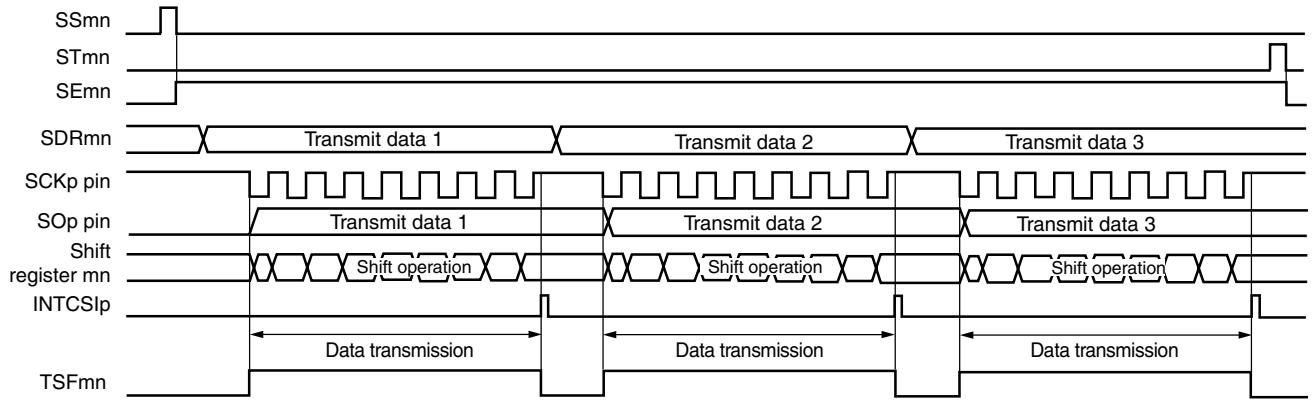 SSmn
STmn
SEmn
SDRmn
Transmit data 1
Transmit data 2
Transmit data 3
SCKp pin
SOp pin
Transmit data 1
Transmit data 2
Transmit data 3
Shift
register mn
Shift operation
Shift operation
Shift operation
INTCSIp
Data transmission
Data transmission
Data transmission
TSFmn